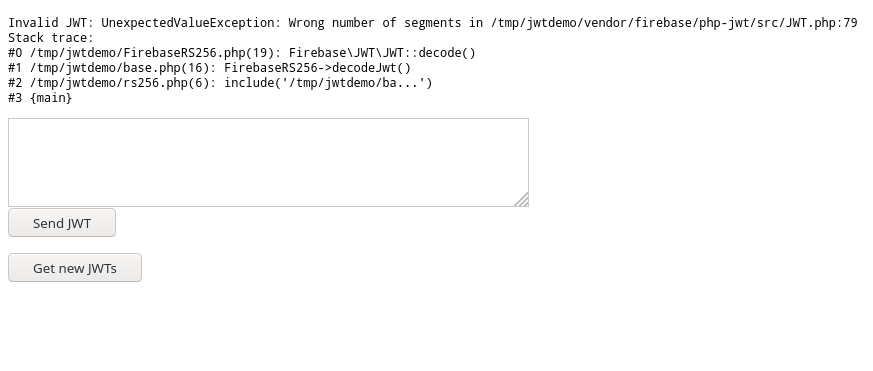 Invalid JWT: UnexpectedValueException: Wrong number of segments in /tmp/jwtdemo/vendor/firebase/php-jwt/src/JWT.php:79
Stack trace:
#0 /tmp/jwtdemo/FirebaseRS256.php(19): Firebase\JWT\JWT::decode()
#1 /tmp/jwtdemo/base.php(16): FirebaseRS256->decodeJwt()
#2 /tmp/jwtdemo/rs256.php(6): include('/tmp/jwtdemo/ba...')
#3 {main}
Send JWT
Get new JWTs